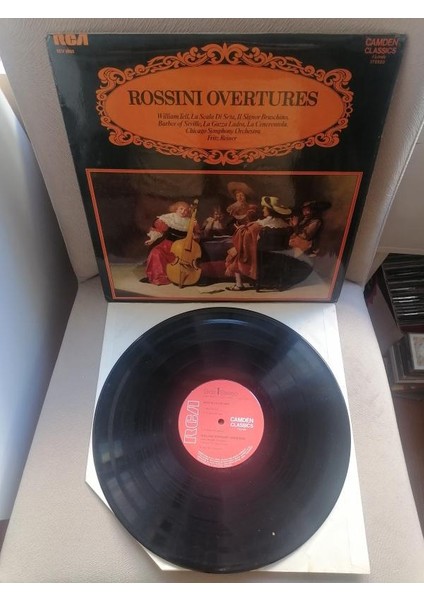 RCA
CAMDEN
CLASSICS
STEREO
ROSSINI OVERTURES
William Tell, La Scala Di Seta, Il Signor Bruschino,
Barber of Seville, La Gazza Ladra, La Cenerentola
Chicago Symphony Orchestra
Fritz Reiner
RCA
1
CAMDEN
CLASSICS